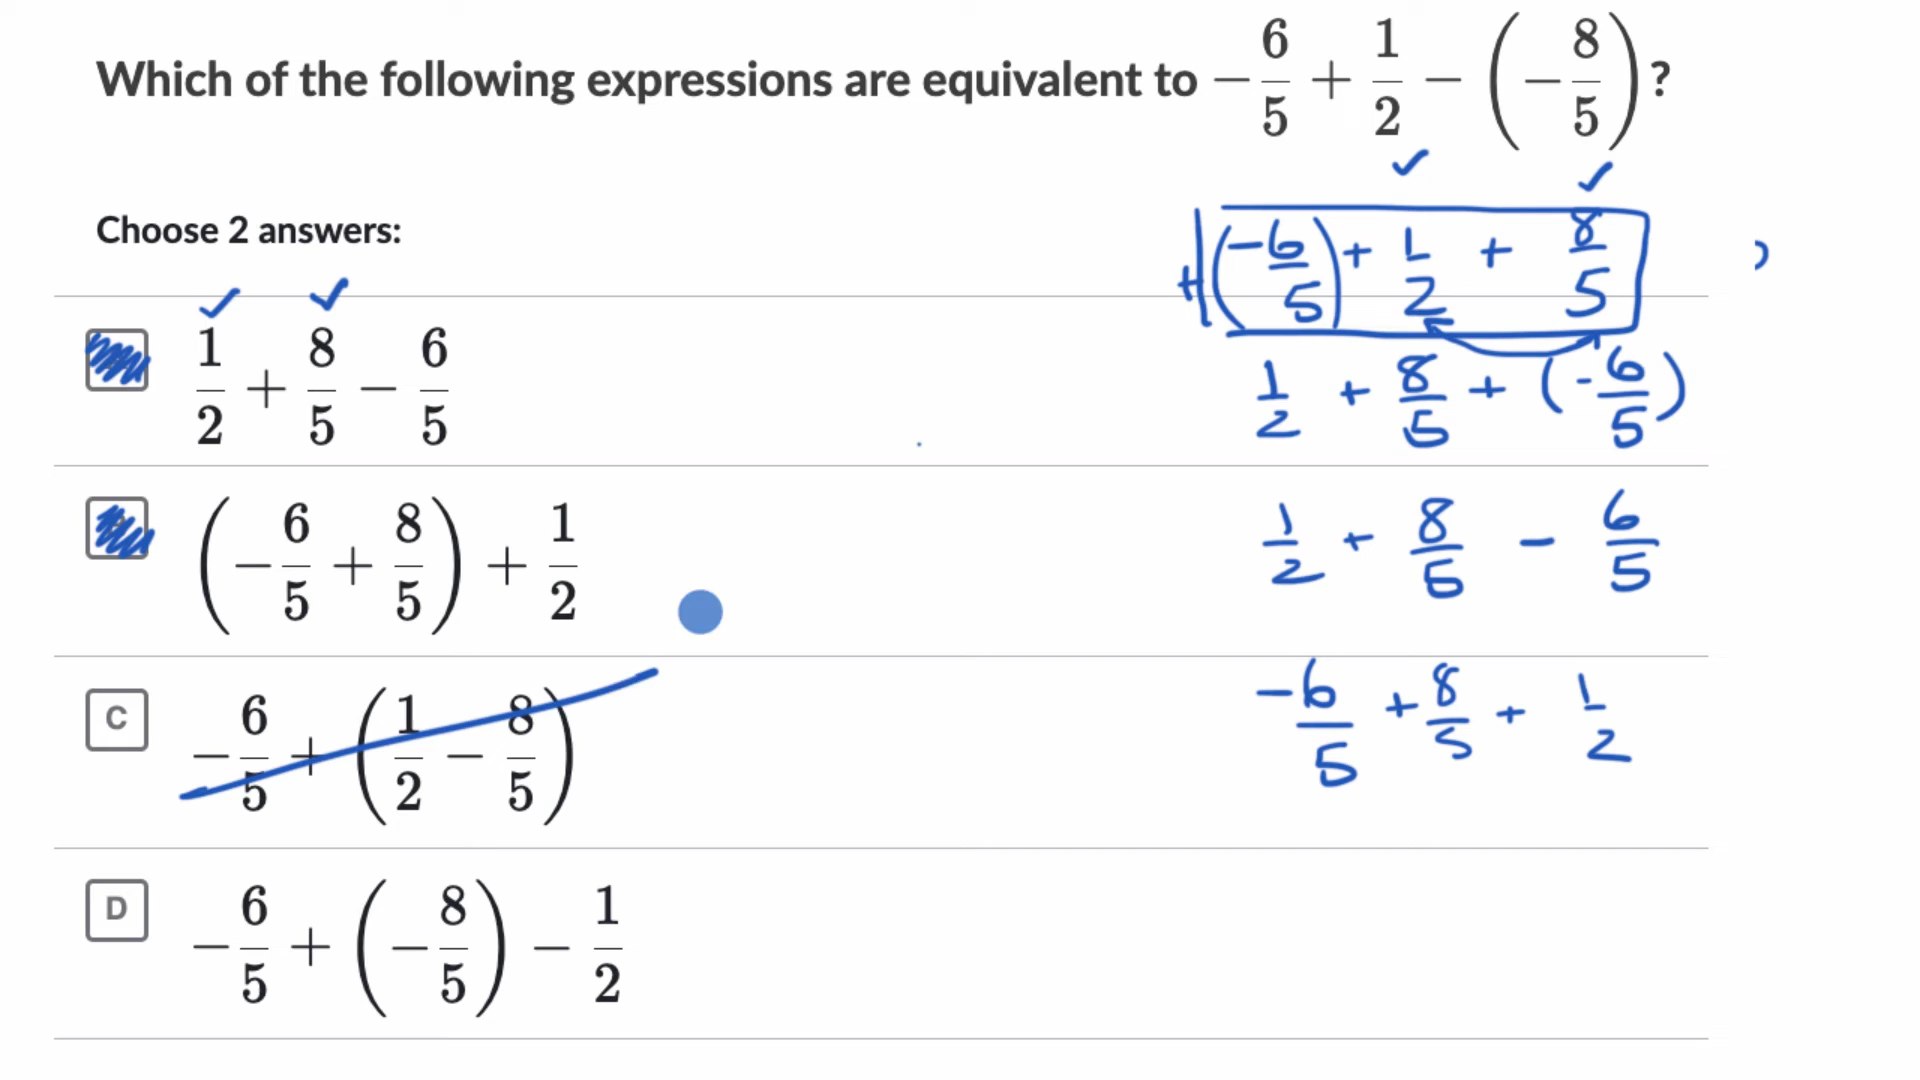 Which of the following expressions are equivalent to −6/5 + 1/2 − (−8/5)?
Choose 2 answers:
+(−6/5) + 1/2 + 8/5
1/2 + 8/5 − 6/5
1/2 + 8/5 + (−6/5)
(−6/5 + 8/5) + 1/2
1/2 + 8/5 − 6/5
C −6/5 + (1/2 − 8/5)
−6/5 + 8/5 + 1/2
D −6/5 + (−8/5) − 1/2